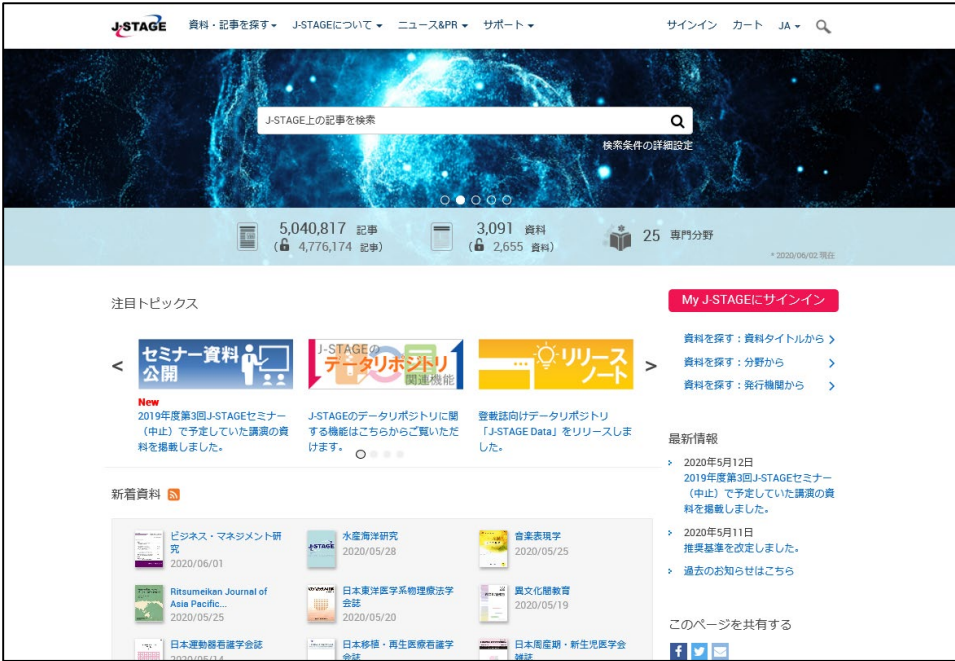 J-STAGE
資料・記事を探す J-STAGEについて ニュース&PR サポート
サインイン カート JA
J-STAGE上の記事を検索
検索条件の詳細設定
5,040,817 記事
( 4,776,174 記事)
3,091 資料
( 2,655 資料)
25 専門分野
* 2020/06/02 現在
注目トピックス
<
セミナー資料
公開
New
2019年度第3回J-STAGEセミナー
(中止)で予定していた講演の資
料を掲載しました。
J-STAGEの
データリポジトリ
関連機能
J-STAGEのデータリポジトリに関
する機能はこちらからご覧いただ
けます。
リリース
ノート
登載誌向けデータリポジトリ
「J-STAGE Data」をリリースしま
した。
>
My J-STAGEにサインイン
資料を探す:資料タイトルから
資料を探す:分野から
資料を探す:発行機関から
最新情報
2020年5月12日
2019年度第3回J-STAGEセミナー
(中止)で予定していた講演の資
料を掲載しました。
2020年5月11日
推奨基準を改定しました。
過去のお知らせはこちら
新着資料
ビジネス・マネジメント研
究
2020/06/01
J-STAGE
水産海洋研究
2020/05/28
音楽表現学
2020/05/25
Ritsumeikan Journal of
Asia Pacific...
2020/05/25
日本東洋医学系物理療法学
会誌
2020/05/20
異文化間教育
2020/05/19
日本運動器看護学会誌
2020/05/14
日本移植・再生医療看護学
会誌
日本周産期・新生児医学会
雑誌
このページを共有する